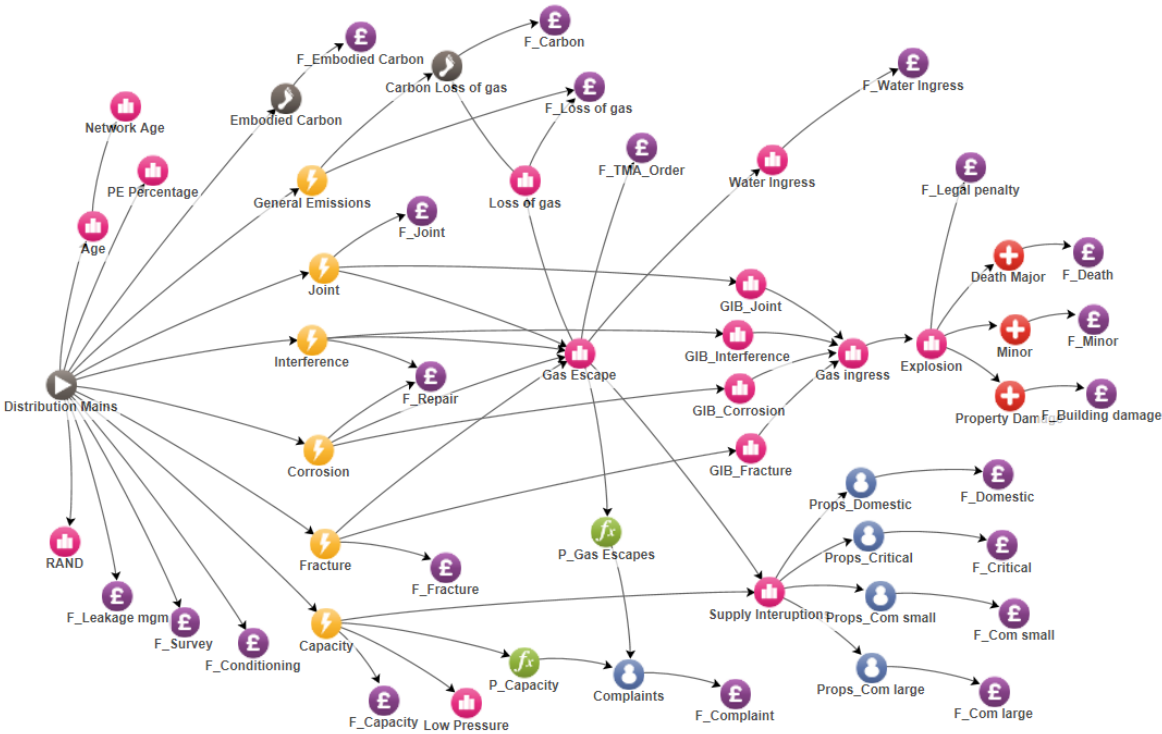 F_Carbon
F_Embodied Carbon
Carbon Loss of gas
F_Water Ingress
F_Loss of gas
Embodied Carbon
Network Age
F_TMA_Order
Water Ingress
PE Percentage
F_Legal penalty
General Emissions
Loss of gas
F_Joint
Age
Death Major
F_Death
Joint
GIB_Joint
F_Minor
Minor
Interference
GIB_Interference
Gas Escape
Gas ingress
Explosion
F_Repair
Distribution Mains
GIB_Corrosion
Property Damage
F_Building damage
Corrosion
GIB_Fracture
Props_Domestic
F_Domestic
P_Gas Escapes
Props_Critical
RAND
Fracture
F_Critical
F_Fracture
F_Leakage mgm
Supply Interuption
Props_Com small
F_Com small
F_Survey
Capacity
F_Conditioning
P_Capacity
Complaints
Props_Com large
F_Capacity
Low Pressure
F_Complaint
F_Com large